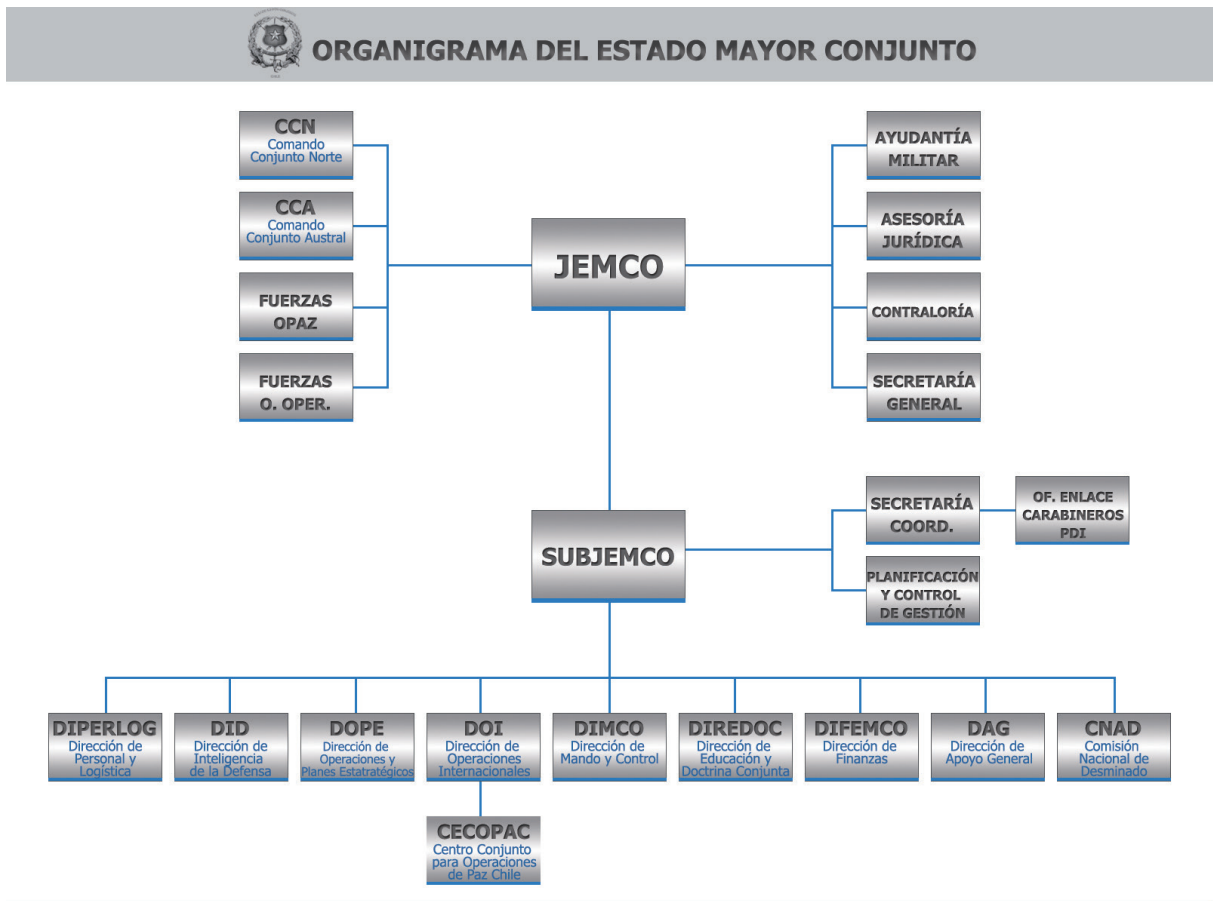 ORGANIGRAMA DEL ESTADO MAYOR CONJUNTO
CCN
Comando
Conjunto Norte
CCA
Comando
Conjunto Austral
FUERZAS
OPAZ
FUERZAS
O. OPER.
JEMCO
AYUDANTÍA
MILITAR
ASESORÍA
JURÍDICA
CONTRALORÍA
SECRETARÍA
GENERAL
SUBJEMCO
SECRETARÍA
COORD.
OF. ENLACE
CARABINEROS
PDI
PLANIFICACIÓN
Y CONTROL
DE GESTIÓN
DIPERLOG
Dirección de
Personal y
Logística
DID
Dirección de
Inteligencia
de la Defensa
DOPE
Dirección de
Operaciones y
Planes Estatratégicos
DOI
Dirección de
Operaciones
Internacionales
DIMCO
Dirección de
Mando y Control
DIREDOC
Dirección de
Educación y
Doctrina Conjunta
DIFEMCO
Dirección de
Finanzas
DAG
Dirección de
Apoyo General
CNAD
Comisión
Nacional de
Desminado
CECOPAC
Centro Conjunto
para Operaciones
de Paz Chile